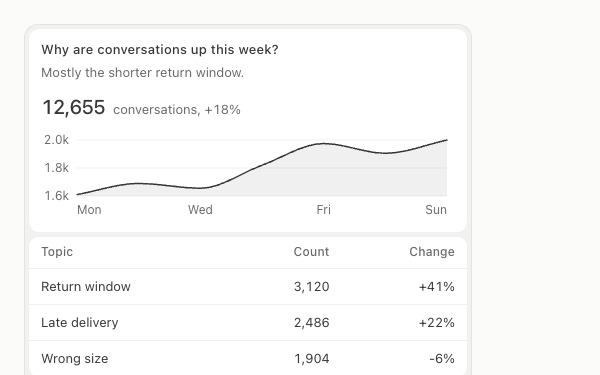 Why are conversations up this week?
Mostly the shorter return window.
12,655 conversations, +18%
2.0k
1.8k
1.6k
Mon Wed Fri Sun
Topic Count Change
Return window 3,120 +41%
Late delivery 2,486 +22%
Wrong size 1,904 -6%